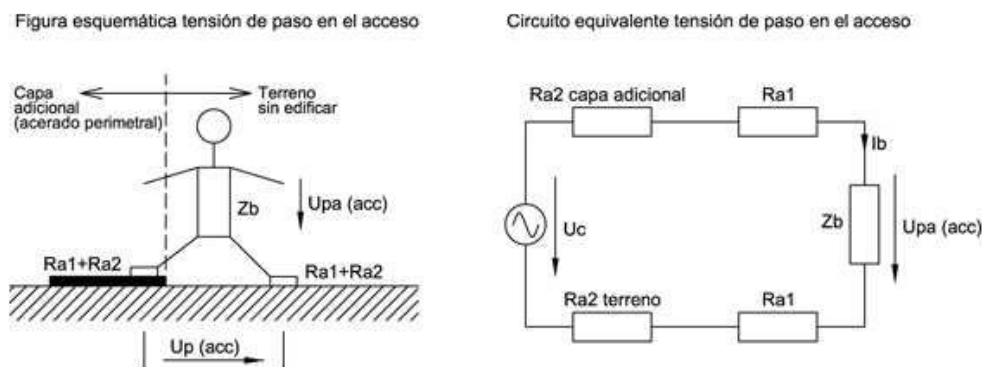 Figura esquemática tensión de paso en el acceso
Capa
adicional
(acerado perimetral)
Terreno
sin edificar
Zb
Upa (acc)
Ra1+Ra2
Ra1+Ra2
Up (acc)
Circuito equivalente tensión de paso en el acceso
Ra2 capa adicional
Ra1
Ib
Uc
Zb
Upa (acc)
Ra2 terreno
Ra1